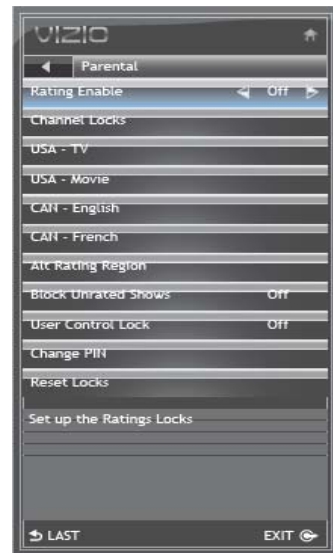 VIZIO
Parental
Rating Enable Off
Channel Locks
USA - TV
USA - Movie
CAN - English
CAN - French
Alt Rating Region
Block Unrated Shows Off
User Control Lock Off
Change PIN
Reset Locks
Set up the Ratings Locks
LAST EXIT